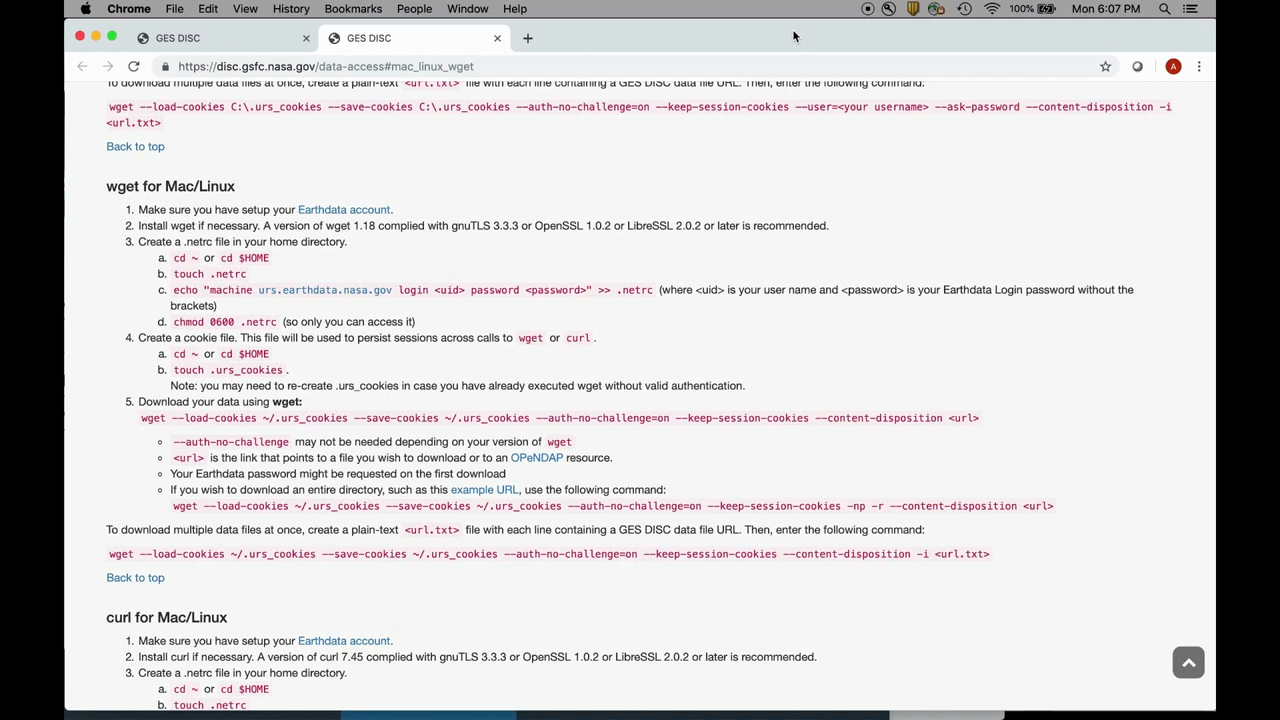 Chrome File Edit View History Bookmarks People Window Help 100% Mon 6:07 PM
GES DISC × GES DISC × +
https://disc.gsfc.nasa.gov/data-access#mac_linux_wget A
To download multiple data files at once, create a plain-text <url.txt> file with each line containing a GES DISC data file URL. Then, enter the following command:
wget --load-cookies C:\.urs_cookies --save-cookies C:\.urs_cookies --auth-no-challenge=on --keep-session-cookies --user=<your username> --ask-password --content-disposition -i
<url.txt>
Back to top
wget for Mac/Linux
1. Make sure you have setup your Earthdata account.
2. Install wget if necessary. A version of wget 1.18 complied with gnuTLS 3.3.3 or OpenSSL 1.0.2 or LibreSSL 2.0.2 or later is recommended.
3. Create a .netrc file in your home directory.
a. cd ~ or cd $HOME
b. touch .netrc
c. echo "machine urs.earthdata.nasa.gov login <uid> password <password>" >> .netrc (where <uid> is your user name and <password> is your Earthdata Login password without the
brackets)
d. chmod 0600 .netrc (so only you can access it)
4. Create a cookie file. This file will be used to persist sessions across calls to wget or curl.
a. cd ~ or cd $HOME
b. touch .urs_cookies.
Note: you may need to re-create .urs_cookies in case you have already executed wget without valid authentication.
5. Download your data using wget:
wget --load-cookies ~/.urs_cookies --save-cookies ~/.urs_cookies --auth-no-challenge=on --keep-session-cookies --content-disposition <url>
--auth-no-challenge may not be needed depending on your version of wget
<url> is the link that points to a file you wish to download or to an OPeNDAP resource.
Your Earthdata password might be requested on the first download
If you wish to download an entire directory, such as this example URL, use the following command:
wget --load-cookies ~/.urs_cookies --save-cookies ~/.urs_cookies --auth-no-challenge=on --keep-session-cookies -np -r --content-disposition <url>
To download multiple data files at once, create a plain-text <url.txt> file with each line containing a GES DISC data file URL. Then, enter the following command:
wget --load-cookies ~/.urs_cookies --save-cookies ~/.urs_cookies --auth-no-challenge=on --keep-session-cookies --content-disposition -i <url.txt>
Back to top
curl for Mac/Linux
1. Make sure you have setup your Earthdata account.
2. Install curl if necessary. A version of curl 7.45 complied with gnuTLS 3.3.3 or OpenSSL 1.0.2 or LibreSSL 2.0.2 or later is recommended.
3. Create a .netrc file in your home directory.
a. cd ~ or cd $HOME
b. touch .netrc